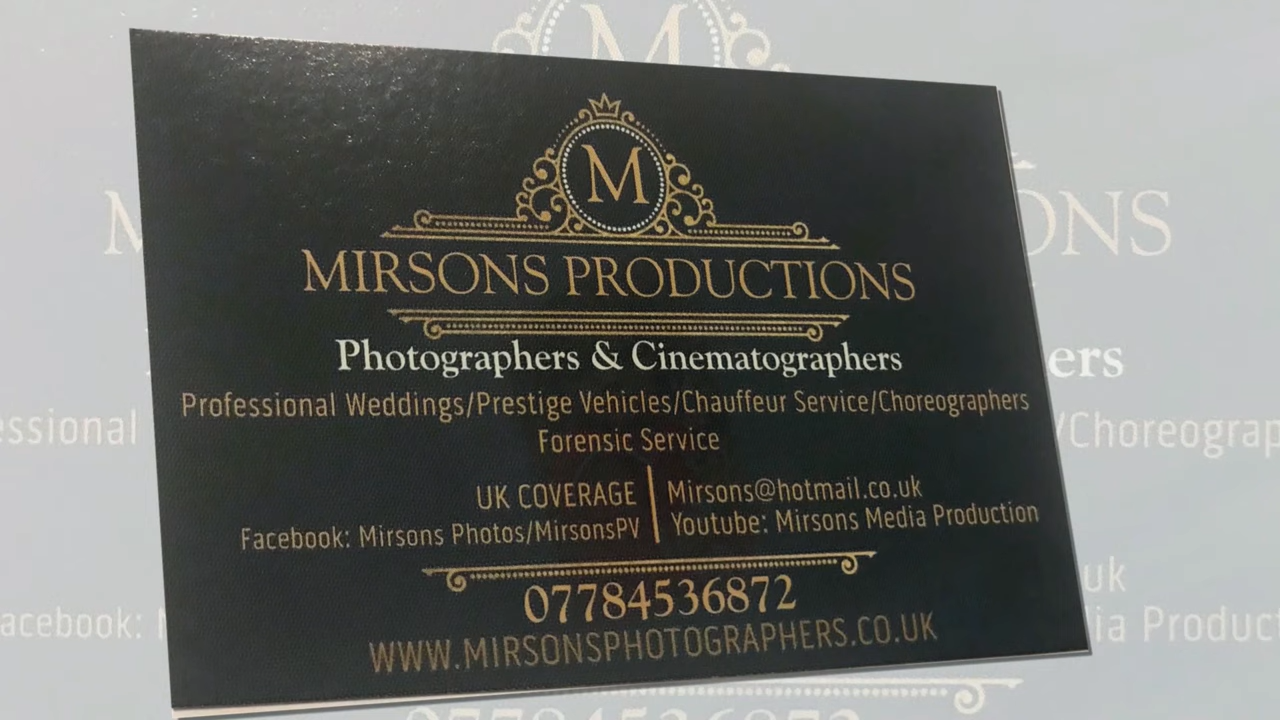 M
MIRSONS PRODUCTIONS
Photographers & Cinematographers
Professional Weddings/Prestige Vehicles/Chauffeur Service/Choreographers
Forensic Service
UK COVERAGE | Mirsons@hotmail.co.uk
Facebook: Mirsons Photos/MirsonsPV | Youtube: Mirsons Media Production
07784536872
WWW.MIRSONSPHOTOGRAPHERS.CO.UK